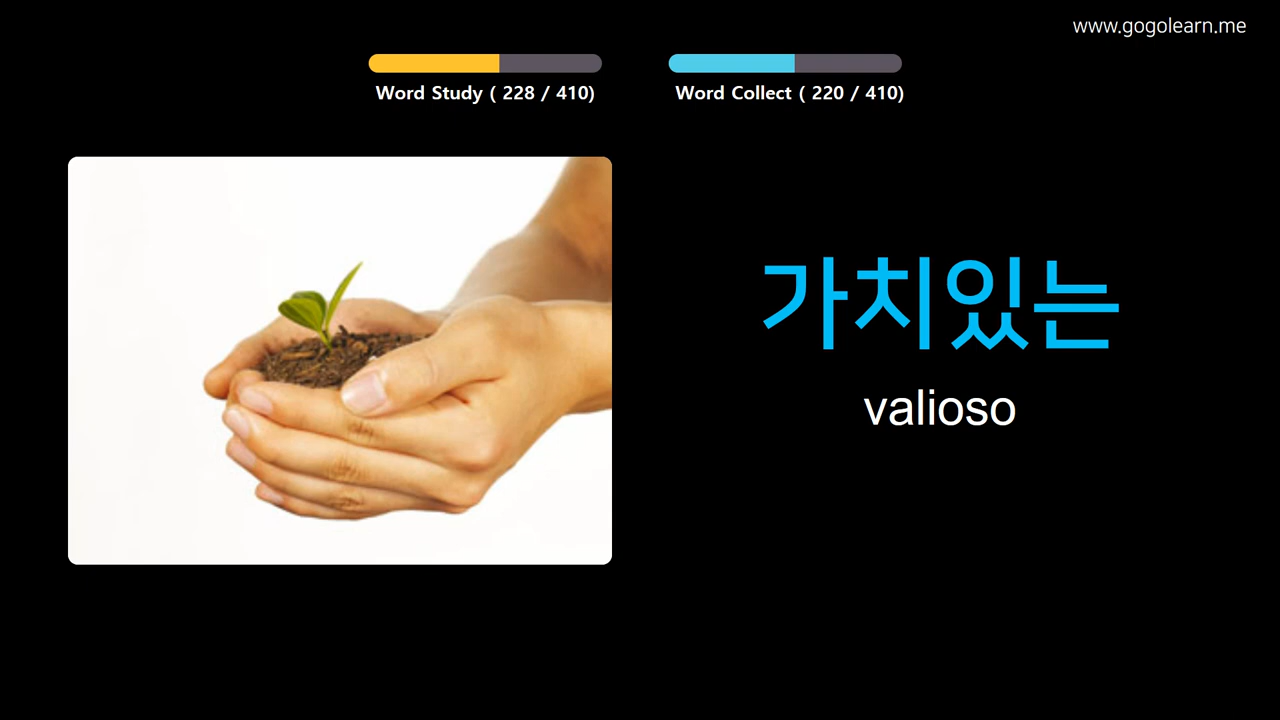 www.gogolearn.me
Word Study ( 228 / 410)
Word Collect ( 220 / 410)
가치있는
valioso